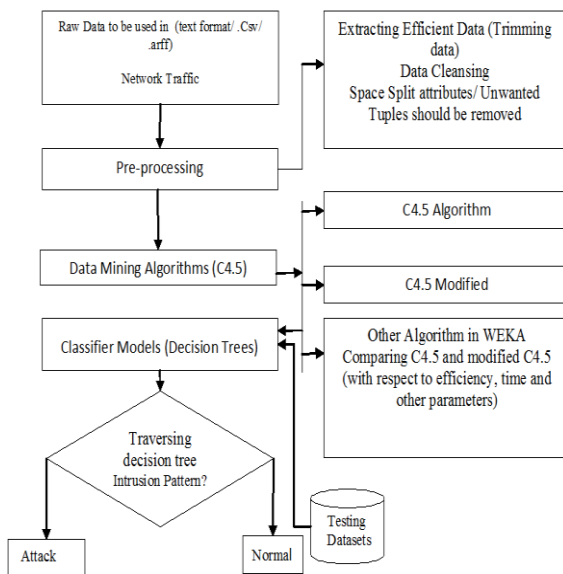 Raw Data to be used in (text format/ .Csv/
.arff)
Network Traffic
Extracting Efficient Data (Trimming
data)
Data Cleansing
Space Split attributes/ Unwanted
Tuples should be removed
Pre-processing
C4.5 Algorithm
Data Mining Algorithms (C4.5)
C4.5 Modified
Classifier Models (Decision Trees)
Other Algorithm in WEKA
Comparing C4.5 and modified C4.5
(with respect to efficiency, time and
other parameters)
Traversing
decision tree
Intrusion Pattern?
Testing
Datasets
Attack
Normal